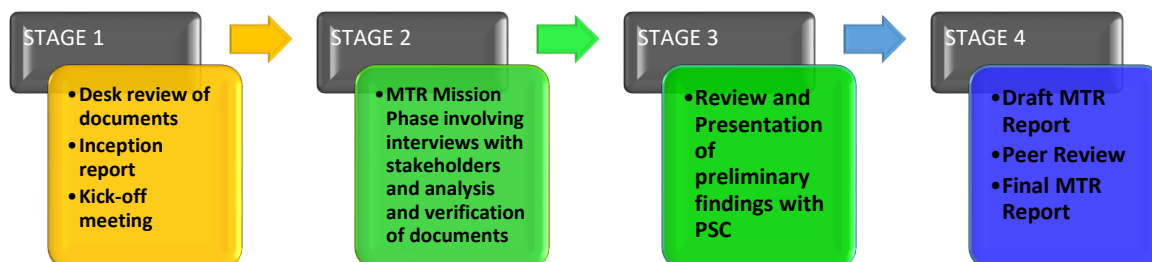 STAGE 1
• Desk review of
documents
• Inception
report
• Kick-off
meeting
STAGE 2
• MTR Mission
Phase involving
interviews with
stakeholders
and analysis
and verification
of documents
STAGE 3
• Review and
Presentation
of
preliminary
findings with
PSC
STAGE 4
• Draft MTR
Report
• Peer Review
• Final MTR
Report